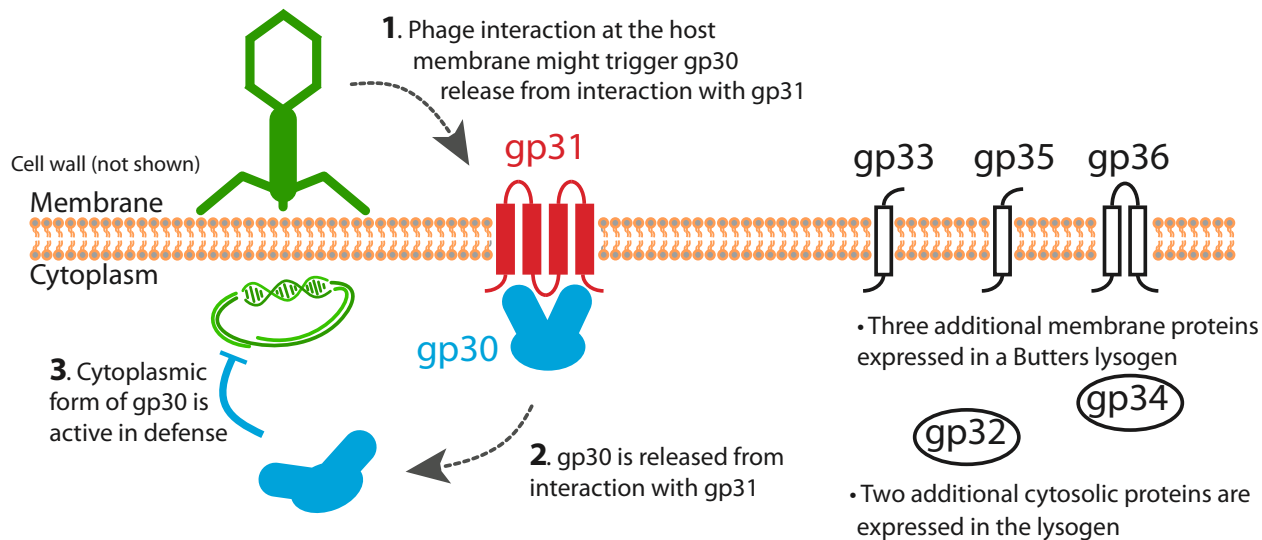 1. Phage interaction at the host
membrane might trigger gp30
release from interaction with gp31
Cell wall (not shown)
Membrane
Cytoplasm
gp31
gp30
gp33
gp35
gp36
• Three additional membrane proteins
expressed in a Butters lysogen
gp34
gp32
• Two additional cytosolic proteins are
expressed in the lysogen
2. gp30 is released from
interaction with gp31
3. Cytoplasmic
form of gp30 is
active in defense